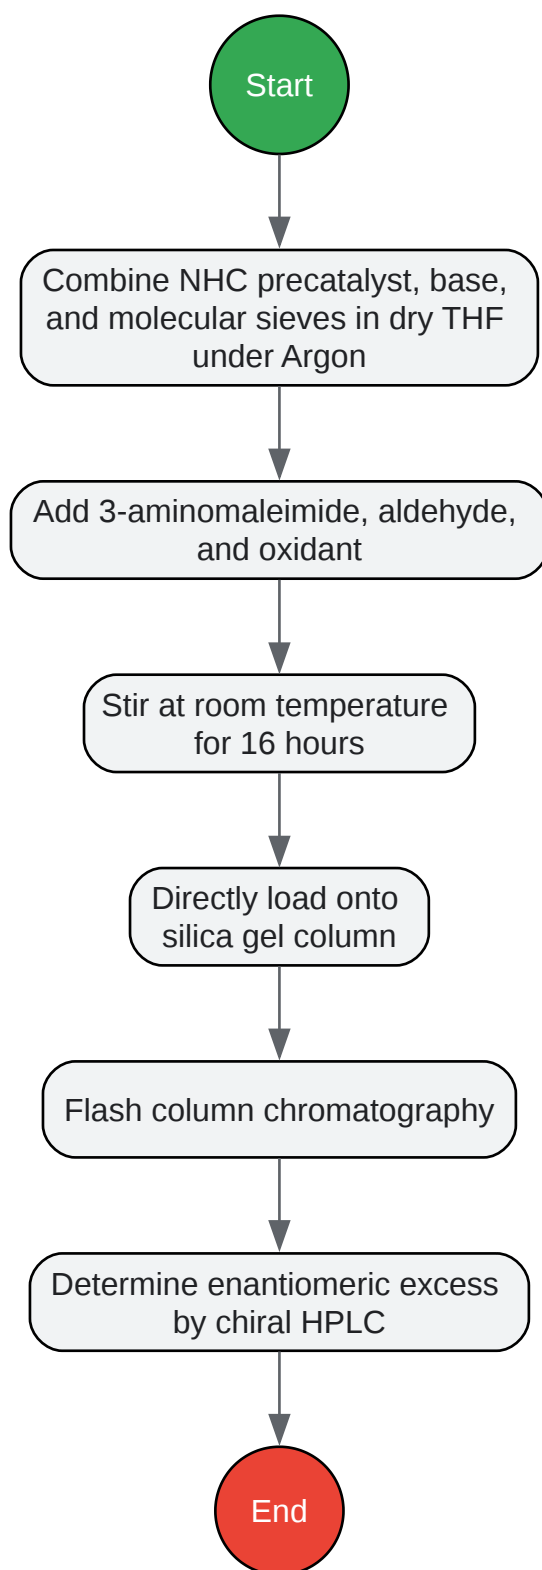 Start
Combine NHC precatalyst, base,
and molecular sieves in dry THF
under Argon
Add 3-aminomaleimide, aldehyde,
and oxidant
Stir at room temperature
for 16 hours
Directly load onto
silica gel column
Flash column chromatography
Determine enantiomeric excess
by chiral HPLC
End